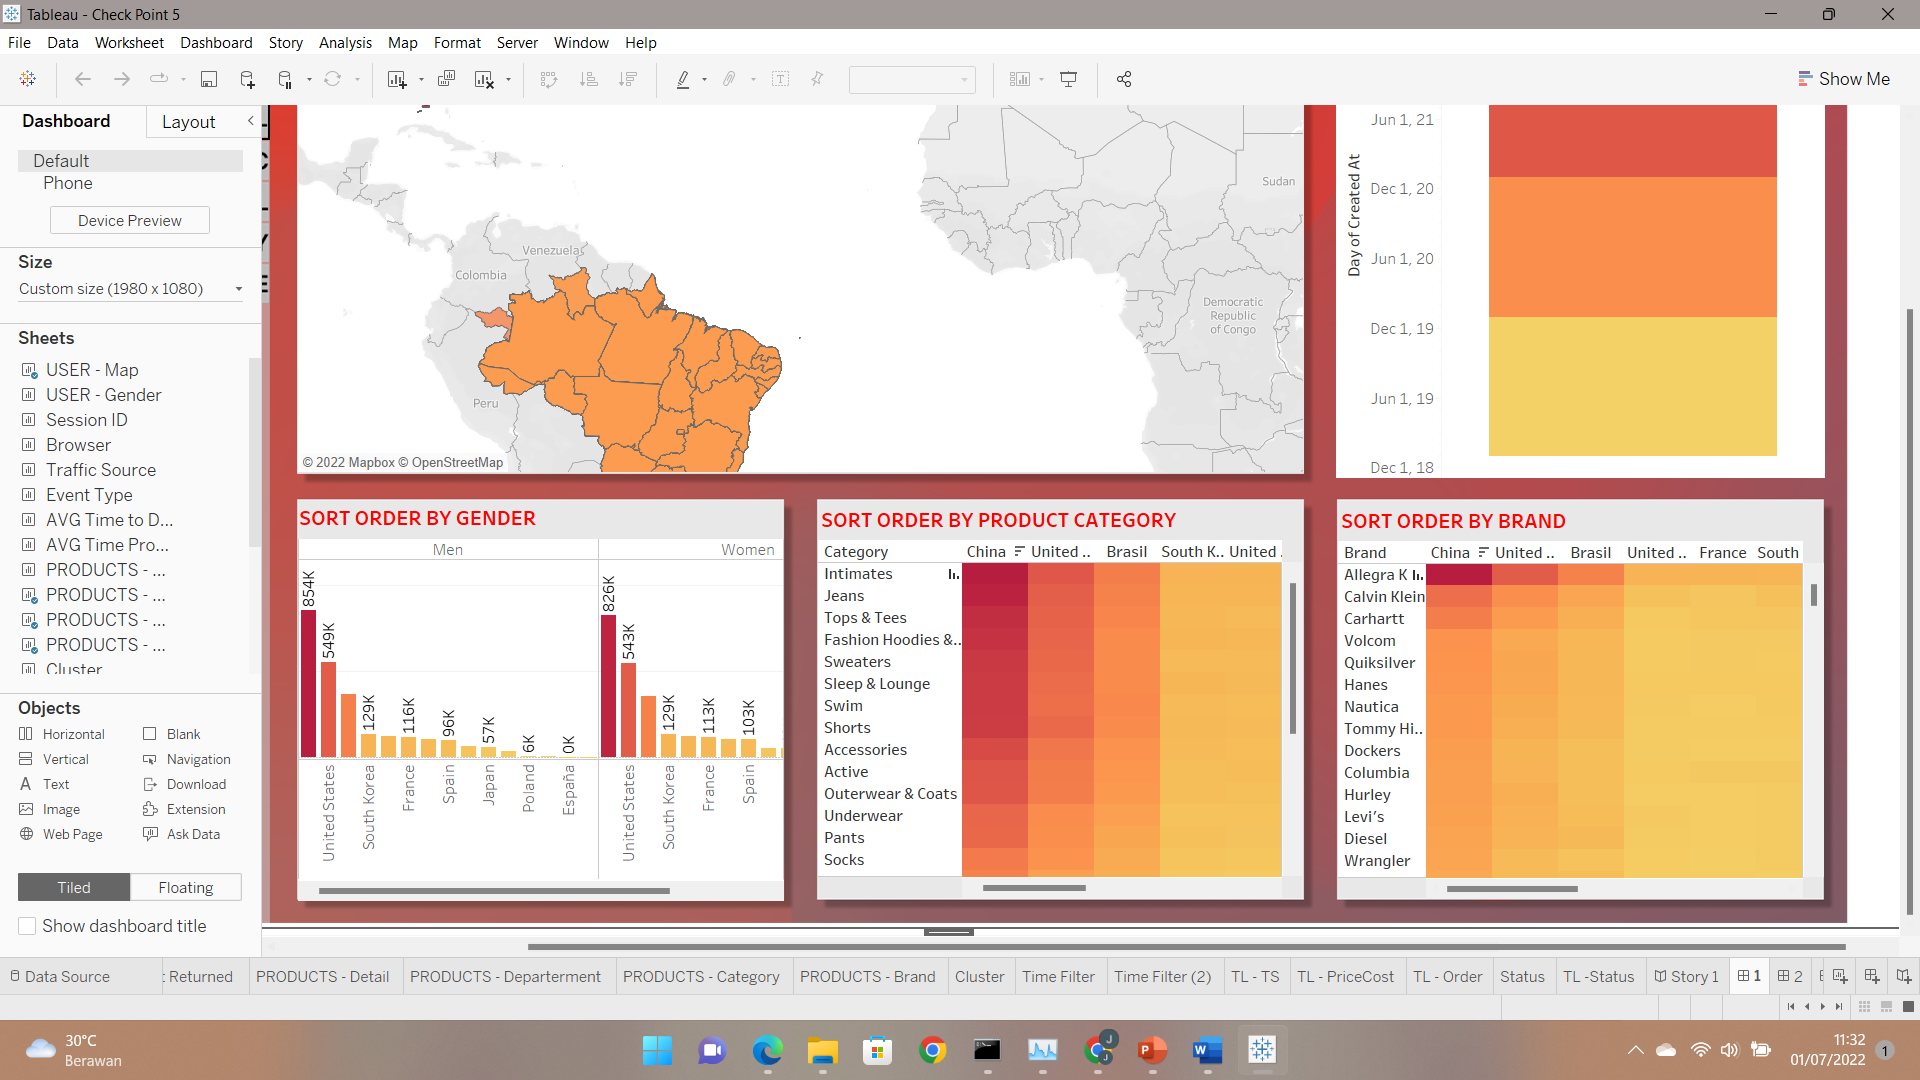 Tableau - Check Point 5
File Data Worksheet Dashboard Story Analysis Map Format Server Window Help
Show Me
Dashboard Layout
Default
Phone
Device Preview
Size
Custom size (1980 x 1080)
Sheets
USER - Map
USER - Gender
Session ID
Browser
Traffic Source
Event Type
AVG Time to D...
AVG Time Pro...
PRODUCTS - ...
PRODUCTS - ...
PRODUCTS - ...
PRODUCTS - ...
Cluster
Objects
Horizontal Blank
Vertical Navigation
Text Download
Image Extension
Web Page Ask Data
Tiled Floating
Show dashboard title
Venezuela
Colombia
Peru
Sudan
Democratic
Republic
of Congo
© 2022 Mapbox © OpenStreetMap
Day of Created At
Jun 1, 21
Dec 1, 20
Jun 1, 20
Dec 1, 19
Jun 1, 19
Dec 1, 18
SORT ORDER BY GENDER
Men Women
854K 549K 129K 116K 96K 57K 6K 0K
826K 543K 129K 113K 103K
United States South Korea France Spain Japan Poland España
United States South Korea France Spain
SORT ORDER BY PRODUCT CATEGORY
Category China United .. Brasil South K.. United .
Intimates
Jeans
Tops & Tees
Fashion Hoodies &..
Sweaters
Sleep & Lounge
Swim
Shorts
Accessories
Active
Outerwear & Coats
Underwear
Pants
Socks
SORT ORDER BY BRAND
Brand China United .. Brasil United .. France South
Allegra K
Calvin Klein
Carhartt
Volcom
Quiksilver
Hanes
Nautica
Tommy Hi..
Dockers
Columbia
Hurley
Levi's
Diesel
Wrangler
Data Source : Returned PRODUCTS - Detail PRODUCTS - Departerment PRODUCTS - Category PRODUCTS - Brand Cluster Time Filter Time Filter (2) TL - TS TL - PriceCost TL - Order Status TL -Status Story 1 1 2
30°C
Berawan
11:32
01/07/2022
1